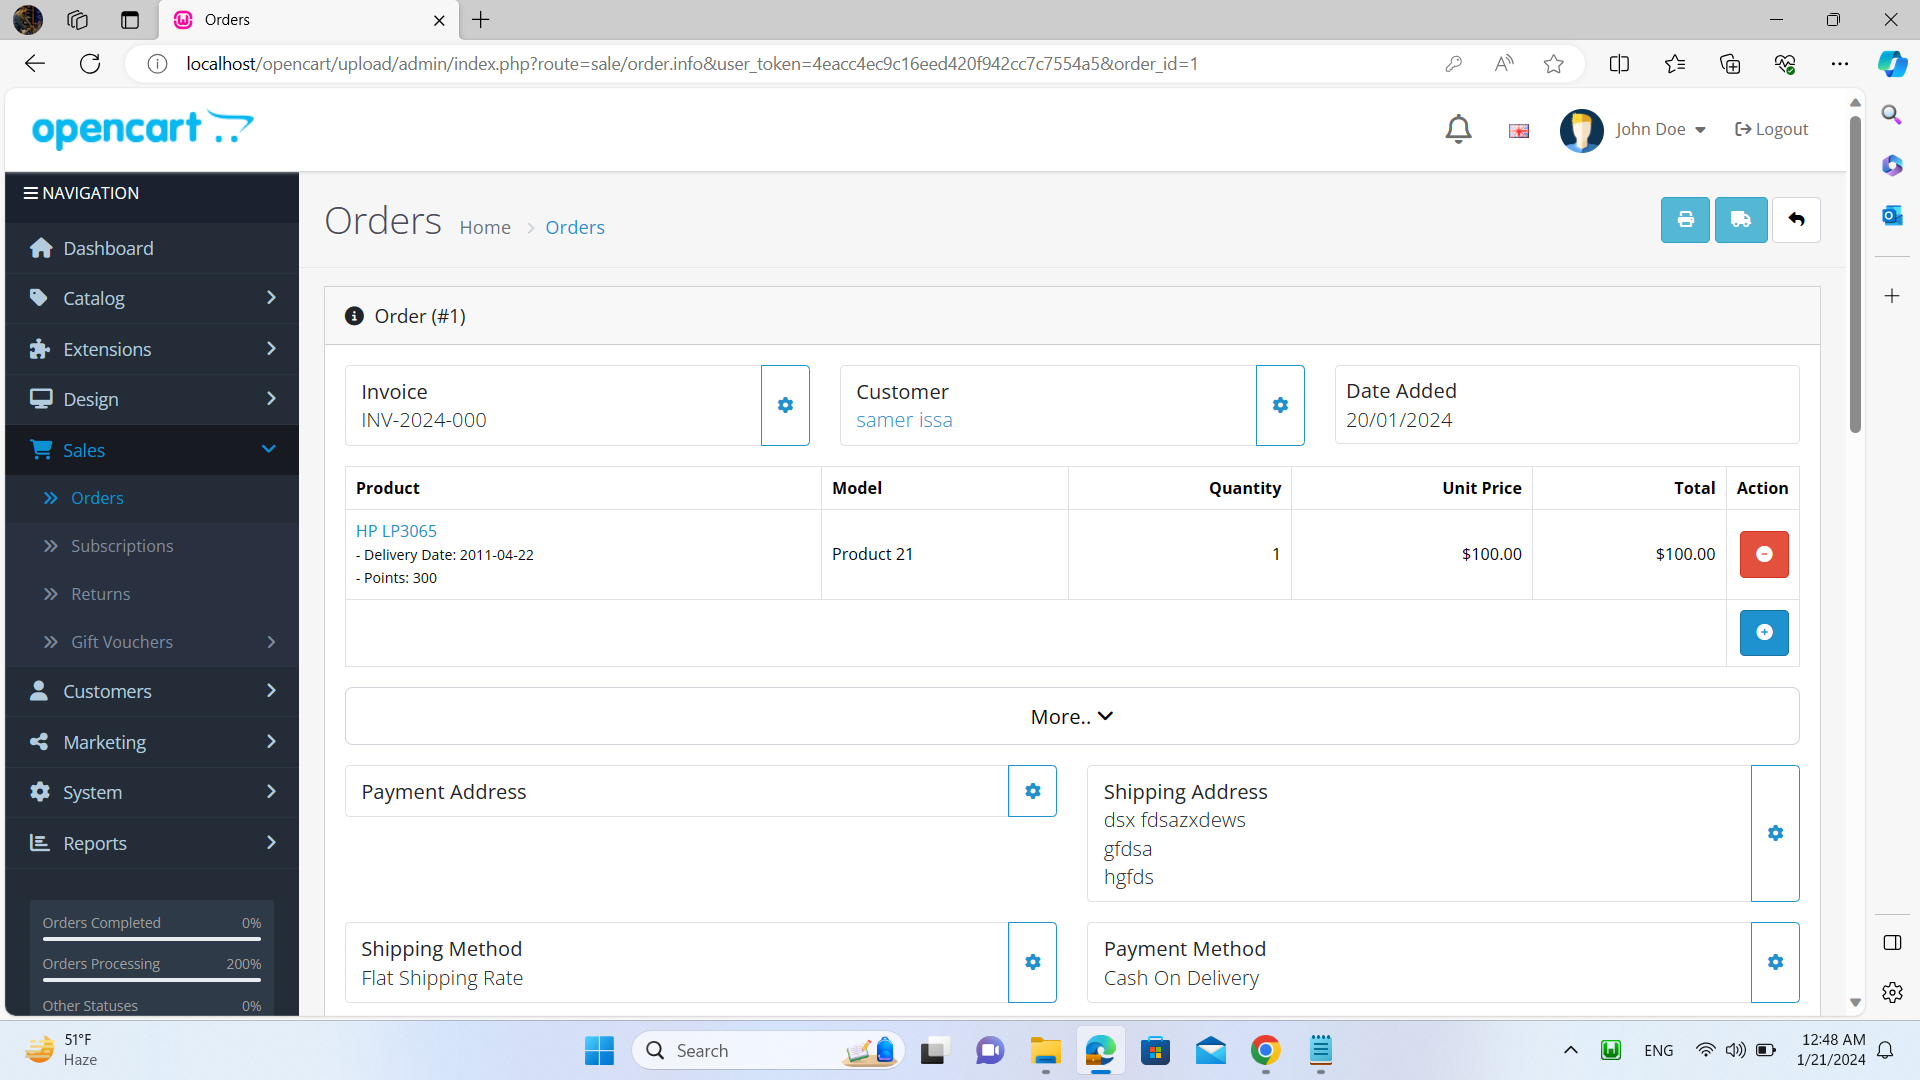 Orders
localhost/opencart/upload/admin/index.php?route=sale/order.info&user_token=4eacc4ec9c16eed420f942cc7c7554a5&order_id=1
opencart
John Doe
Logout
NAVIGATION
Dashboard
Catalog
Extensions
Design
Sales
Orders
Subscriptions
Returns
Gift Vouchers
Customers
Marketing
System
Reports
Orders Completed 0%
Orders Processing 200%
Other Statuses 0%
Orders Home Orders
Order (#1)
Invoice
INV-2024-000
Customer
samer issa
Date Added
20/01/2024
Product Model Quantity Unit Price Total Action
HP LP3065
- Delivery Date: 2011-04-22
- Points: 300
Product 21 1 $100.00 $100.00
More..
Payment Address
Shipping Address
dsx fdsazxdews
gfdsa
hgfds
Shipping Method
Flat Shipping Rate
Payment Method
Cash On Delivery
51°F
Haze
Search
ENG
12:48 AM
1/21/2024